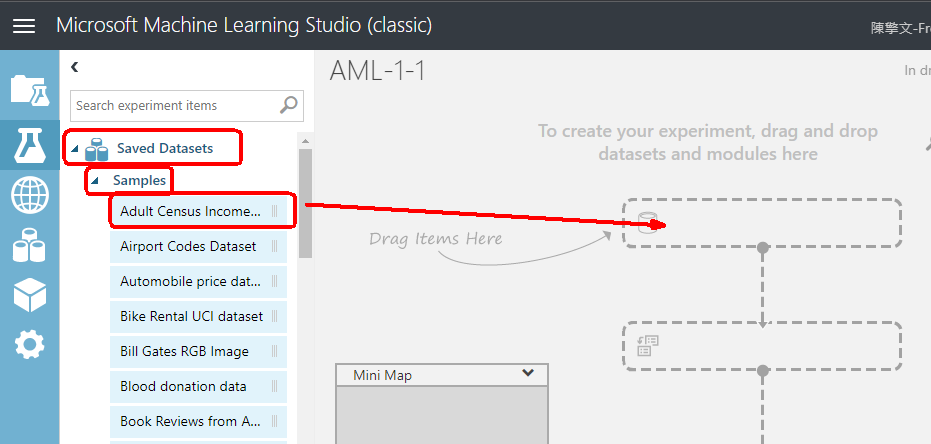 Microsoft Machine Learning Studio (classic)
陳擎文-Fre
AML-1-1
In dr
Search experiment items
To create your experiment, drag and drop
datasets and modules here
Saved Datasets
Samples
Adult Census Income...
Airport Codes Dataset
Automobile price dat...
Bike Rental UCI dataset
Bill Gates RGB Image
Blood donation data
Book Reviews from A...
Drag Items Here
Mini Map